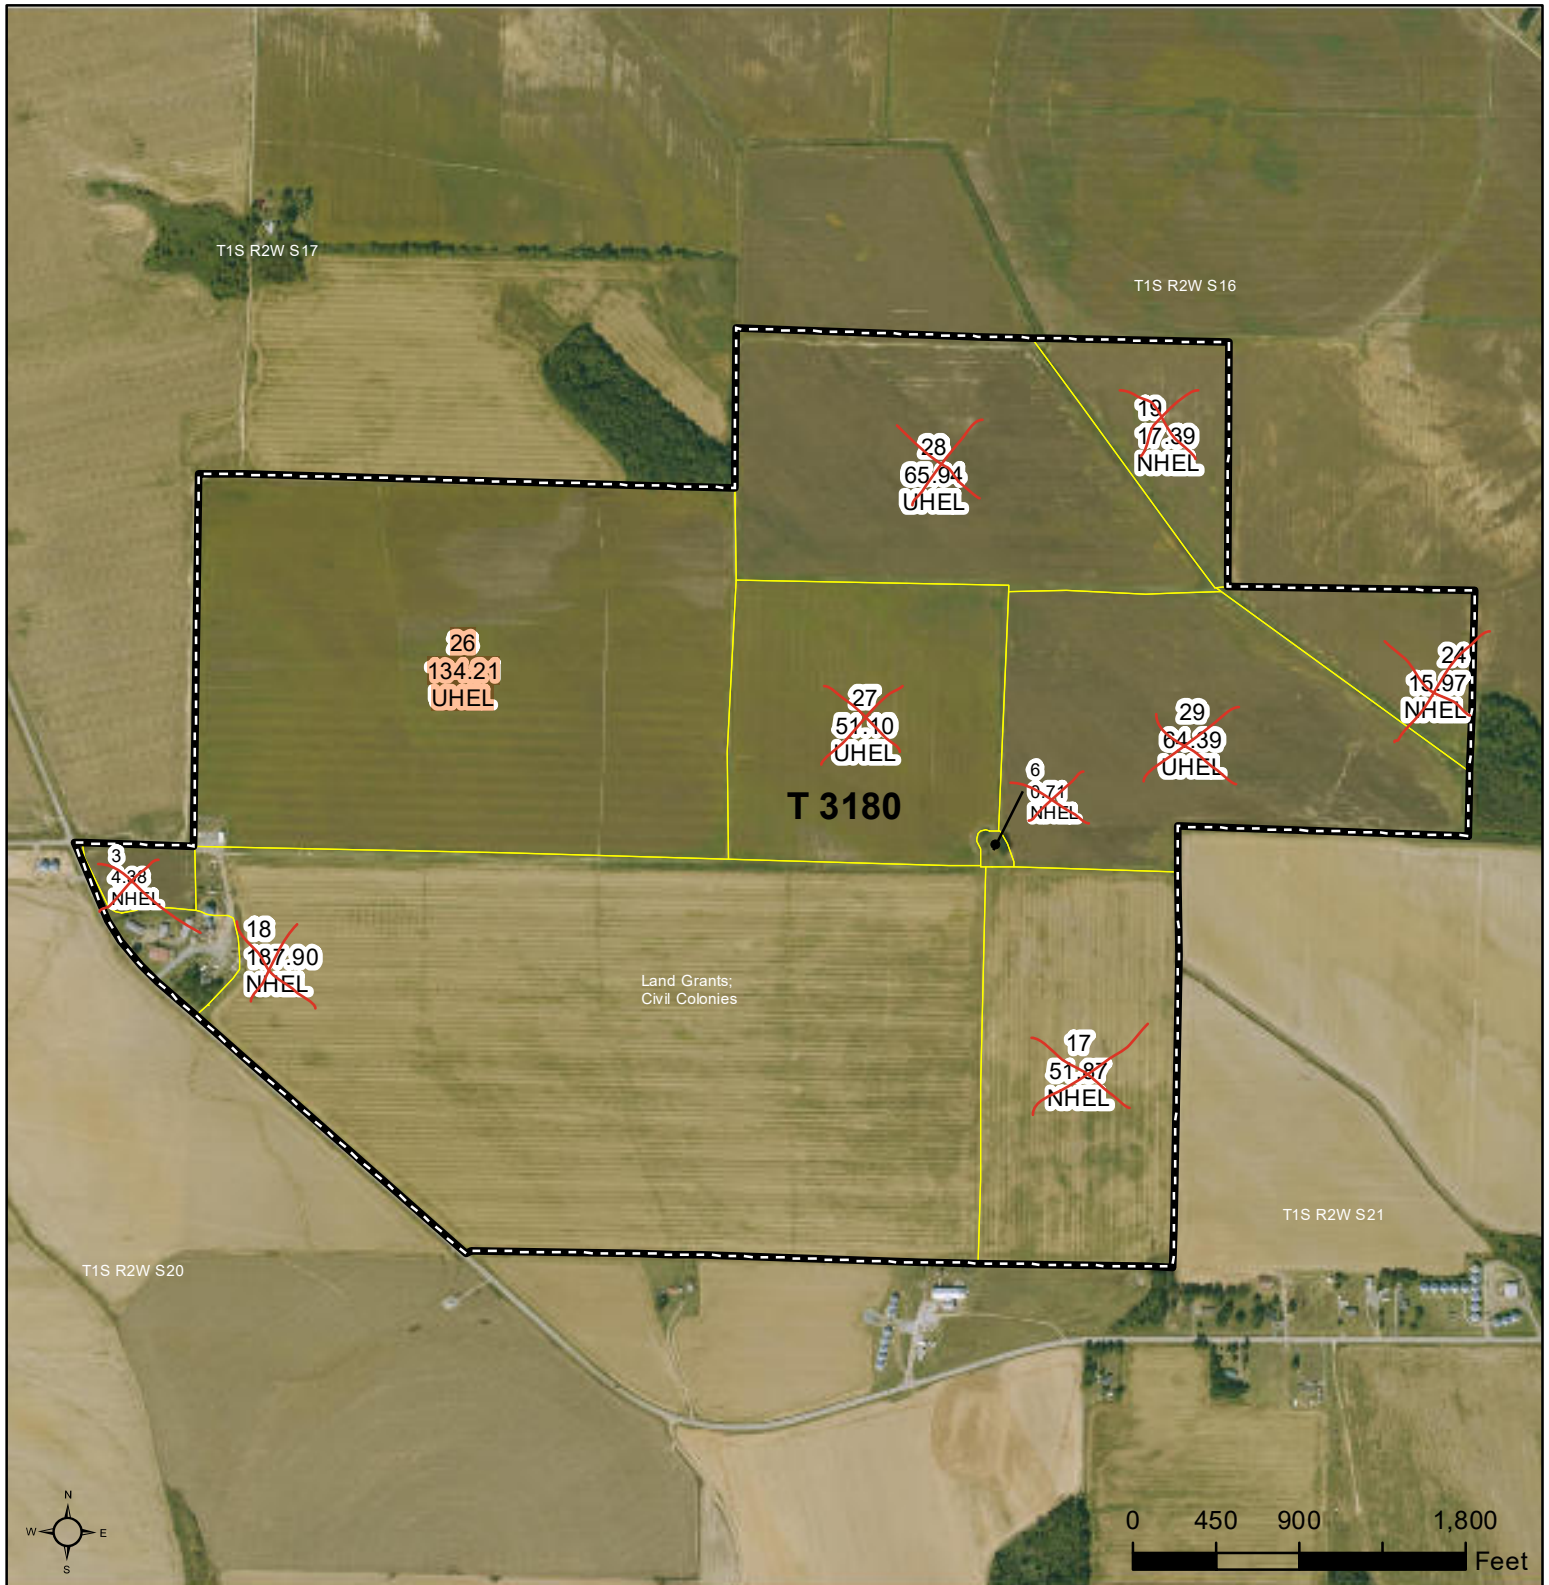 T1S R2W S17
T1S R2W S16
19
17.39
NHEL
28
65.94
UHEL
26
134.21
UHEL
24
15.97
NHEL
27
51.10
UHEL
29
64.39
UHEL
6
0.71
NHEL
T 3180
3
4.38
NHEL
18
187.90
NHEL
Land Grants;
Civil Colonies
17
51.87
NHEL
T1S R2W S21
T1S R2W S20
N
W E
S
0 450 900 1,800
Feet